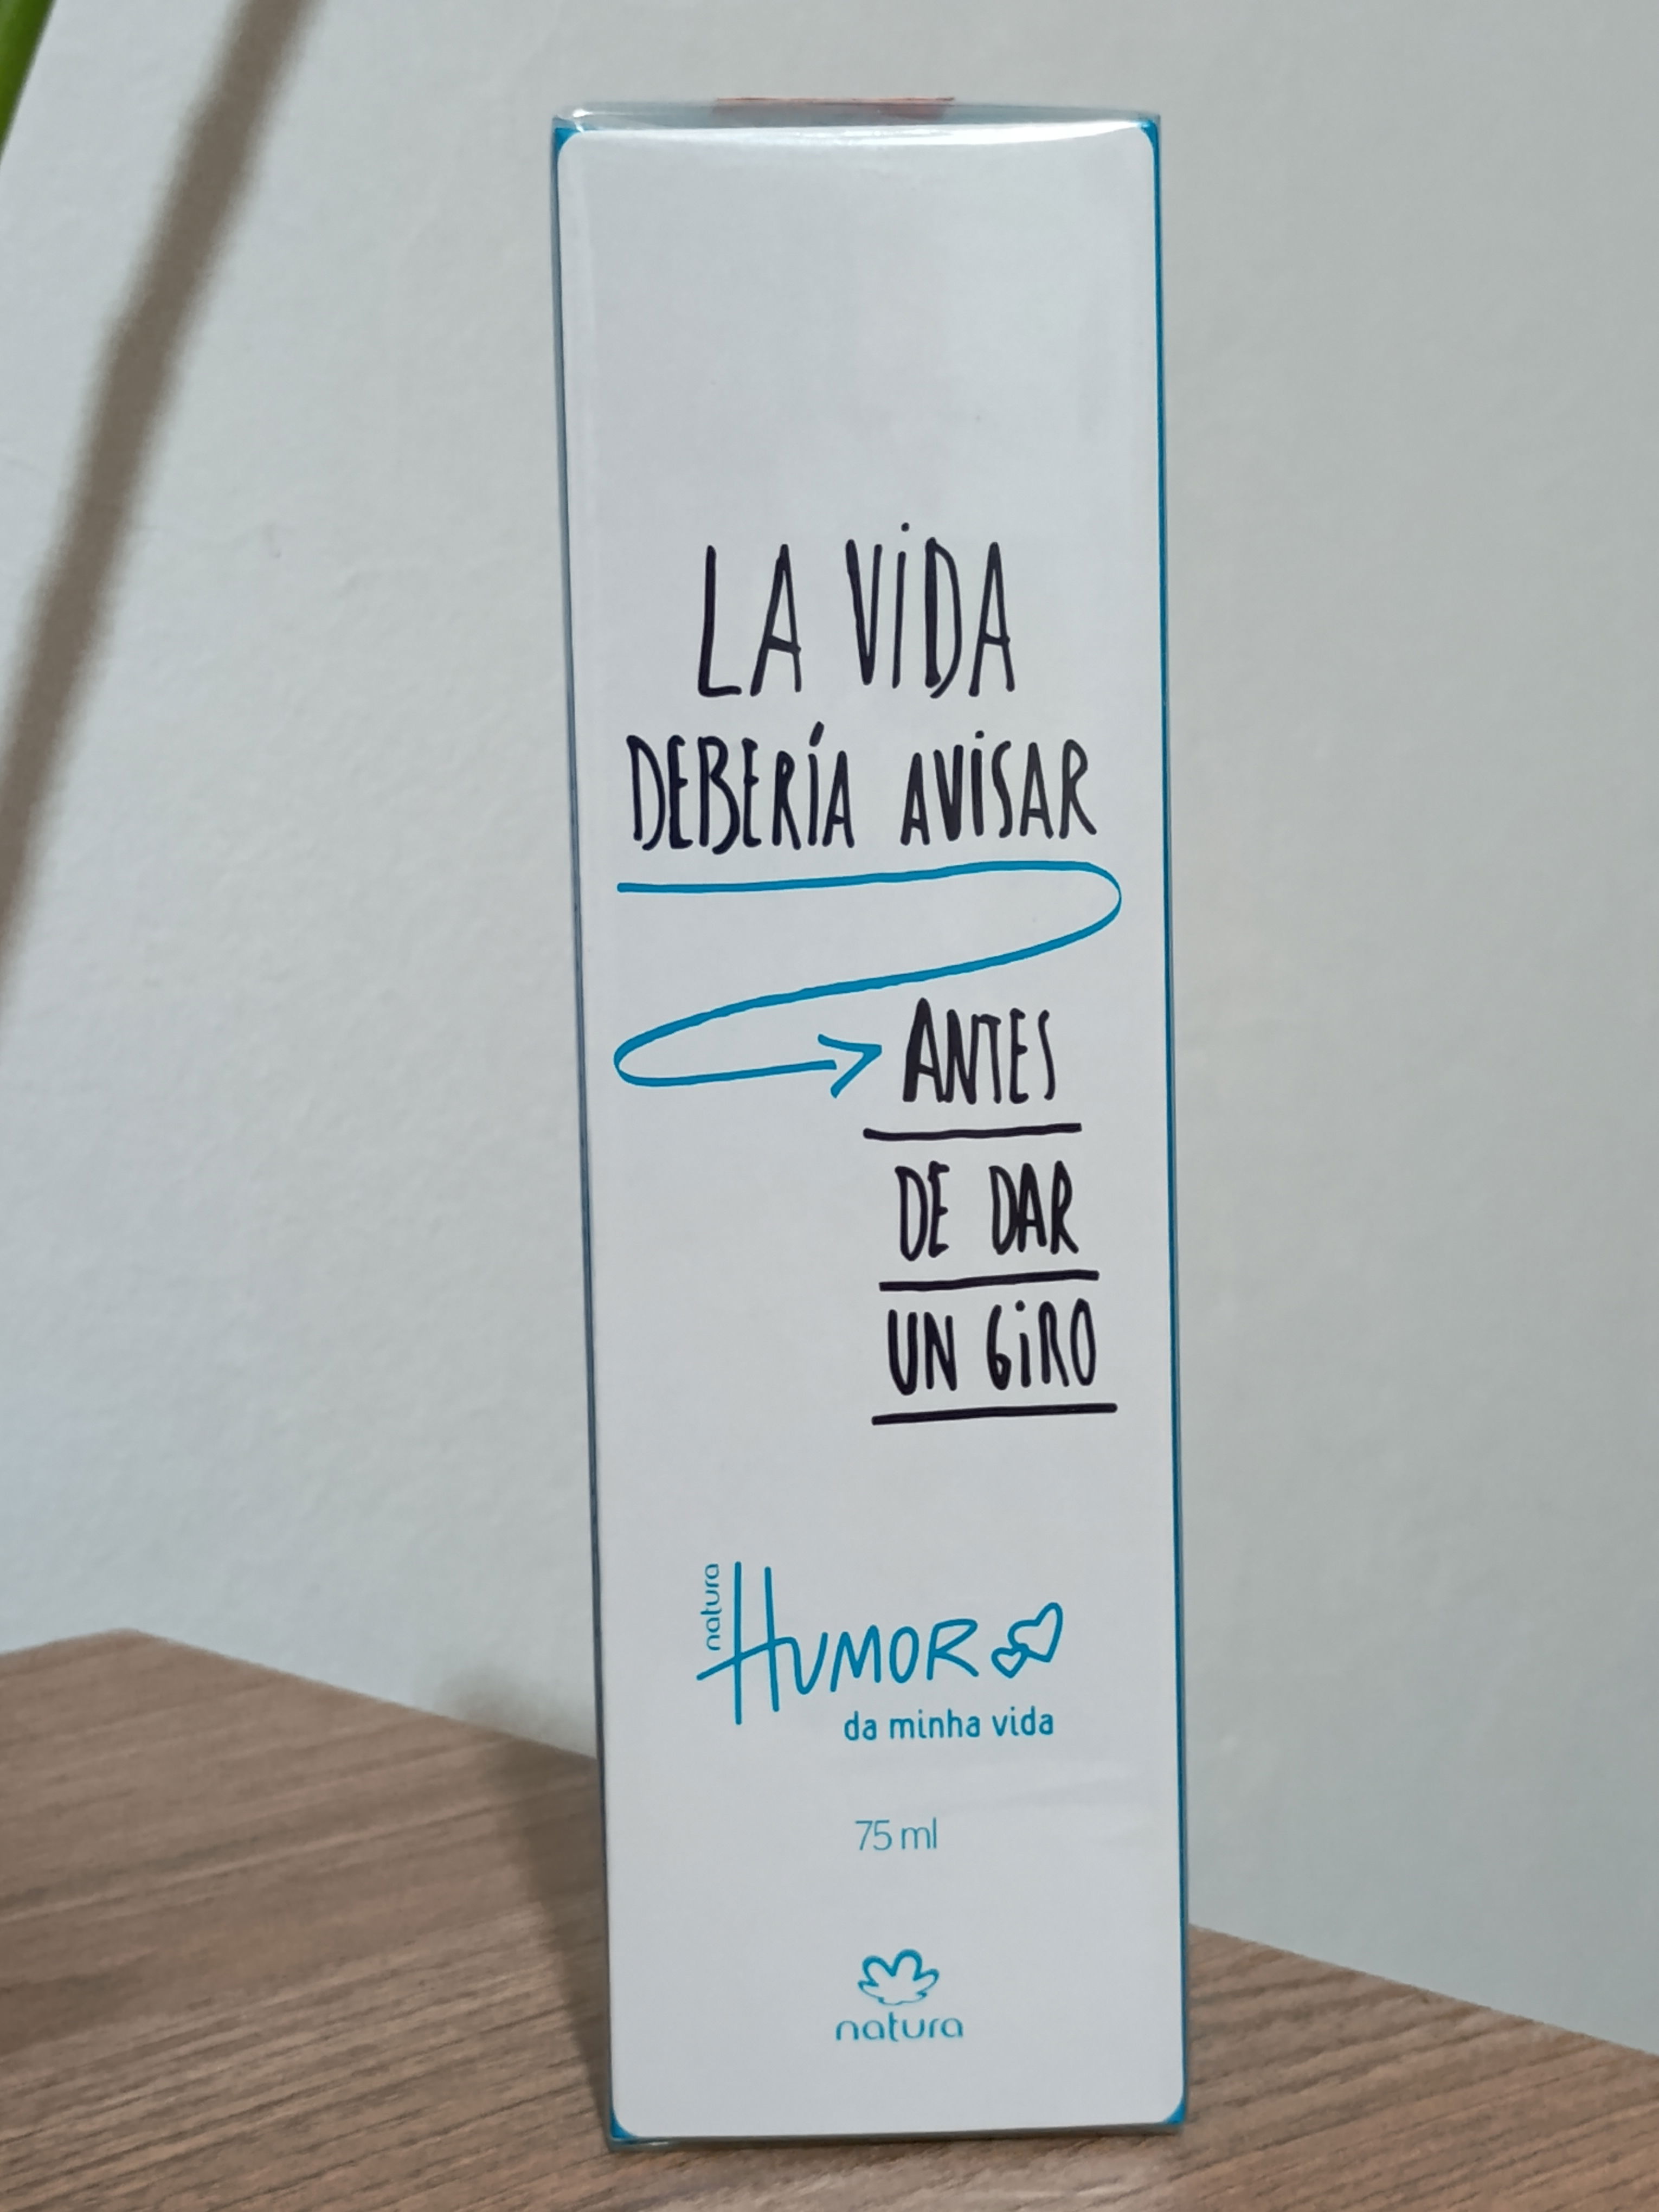 LA ViDA
DEBERÍA AViSAR
ANTES
DE DAR
UN GiRO
natura
HUMOR
da minha vida
75 ml
natura